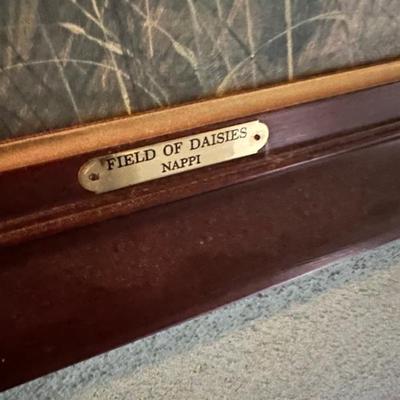 FIELD OF DAISIES
NAPPI